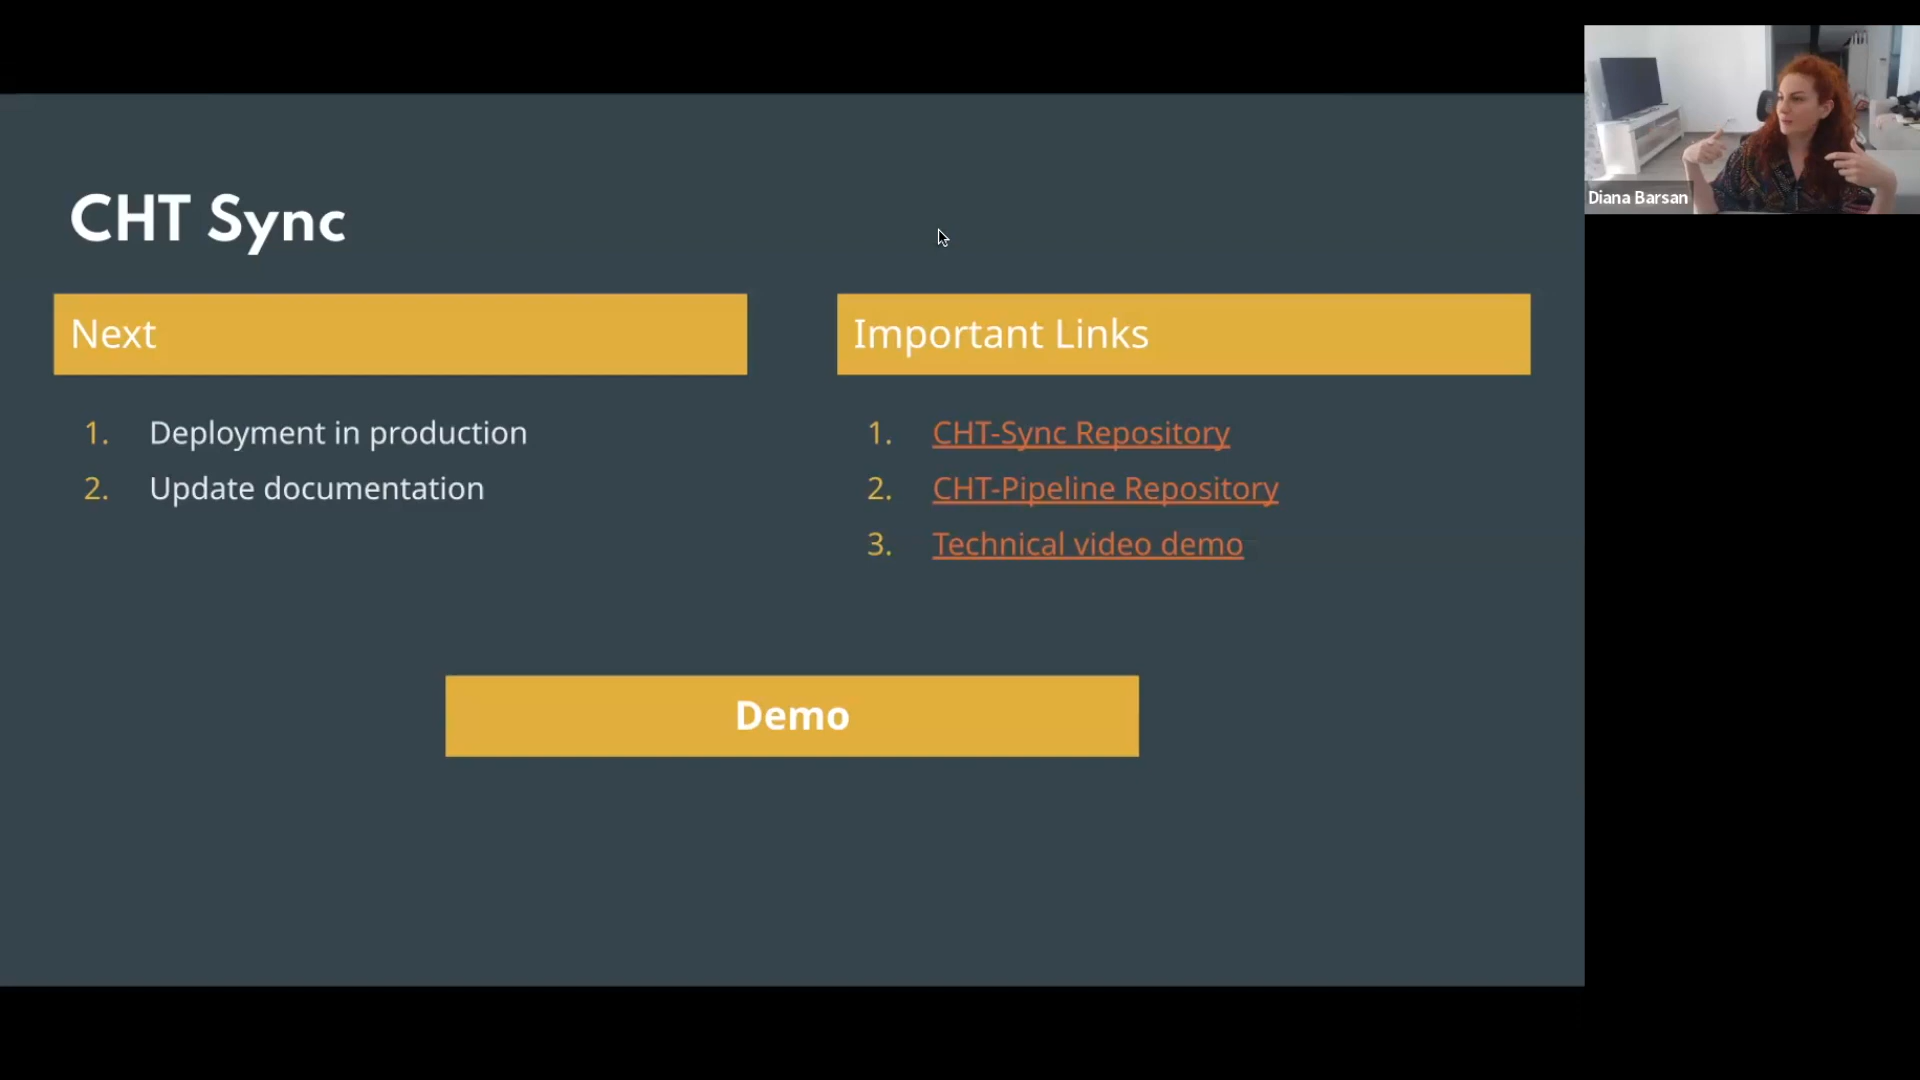 CHT Sync
Next
1. Deployment in production
2. Update documentation
Important Links
1. CHT-Sync Repository
2. CHT-Pipeline Repository
3. Technical video demo
Demo
Diana Barsan